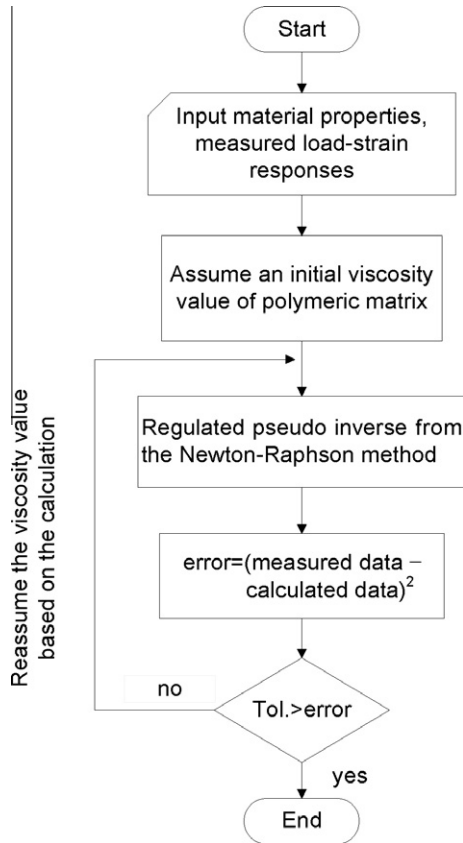 Start
Input material properties,
measured load-strain
responses
Assume an initial viscosity
value of polymeric matrix
Regulated pseudo inverse from
the Newton-Raphson method
error=(measured data −
calculated data)²
Tol.>error
no
yes
End
Reassume the viscosity value
based on the calculation